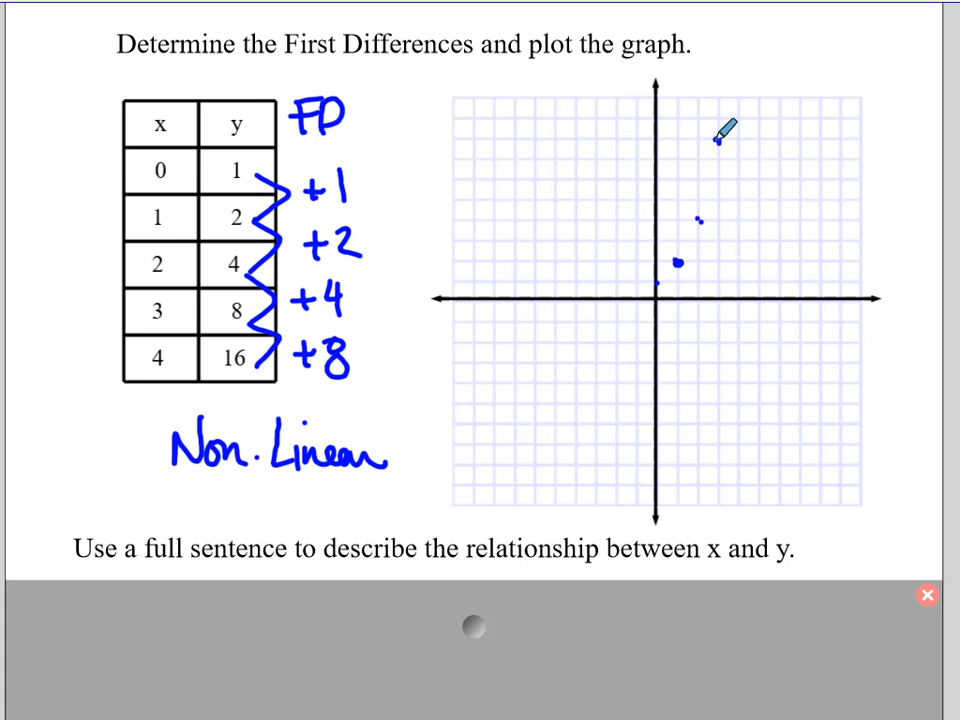 Determine the First Differences and plot the graph.
x y FD
0 1
+1
1 2
+2
2 4
+4
3 8
+8
4 16
Non-Linear
Use a full sentence to describe the relationship between x and y.